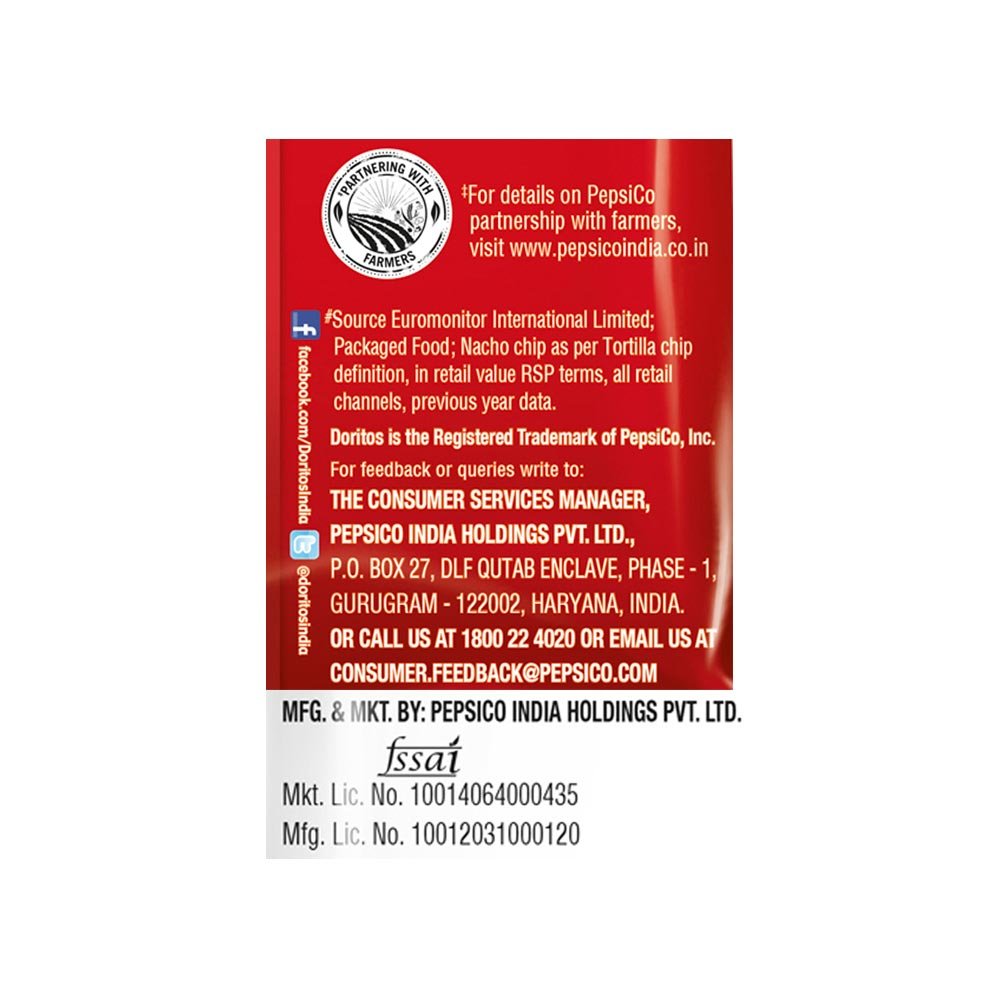 ‡PARTNERING WITH
FARMERS
‡For details on PepsiCo
partnership with farmers,
visit www.pepsicoindia.co.in
facebook.com/DoritosIndia
@doritosindia
#Source Euromonitor International Limited;
Packaged Food; Nacho chip as per Tortilla chip
definition, in retail value RSP terms, all retail
channels, previous year data.
Doritos is the Registered Trademark of PepsiCo, Inc.
For feedback or queries write to:
THE CONSUMER SERVICES MANAGER,
PEPSICO INDIA HOLDINGS PVT. LTD.,
P.O. BOX 27, DLF QUTAB ENCLAVE, PHASE - 1,
GURUGRAM - 122002, HARYANA, INDIA.
OR CALL US AT 1800 22 4020 OR EMAIL US AT
CONSUMER.FEEDBACK@PEPSICO.COM
MFG. & MKT. BY: PEPSICO INDIA HOLDINGS PVT. LTD.
fssai
Mkt. Lic. No. 10014064000435
Mfg. Lic. No. 10012031000120